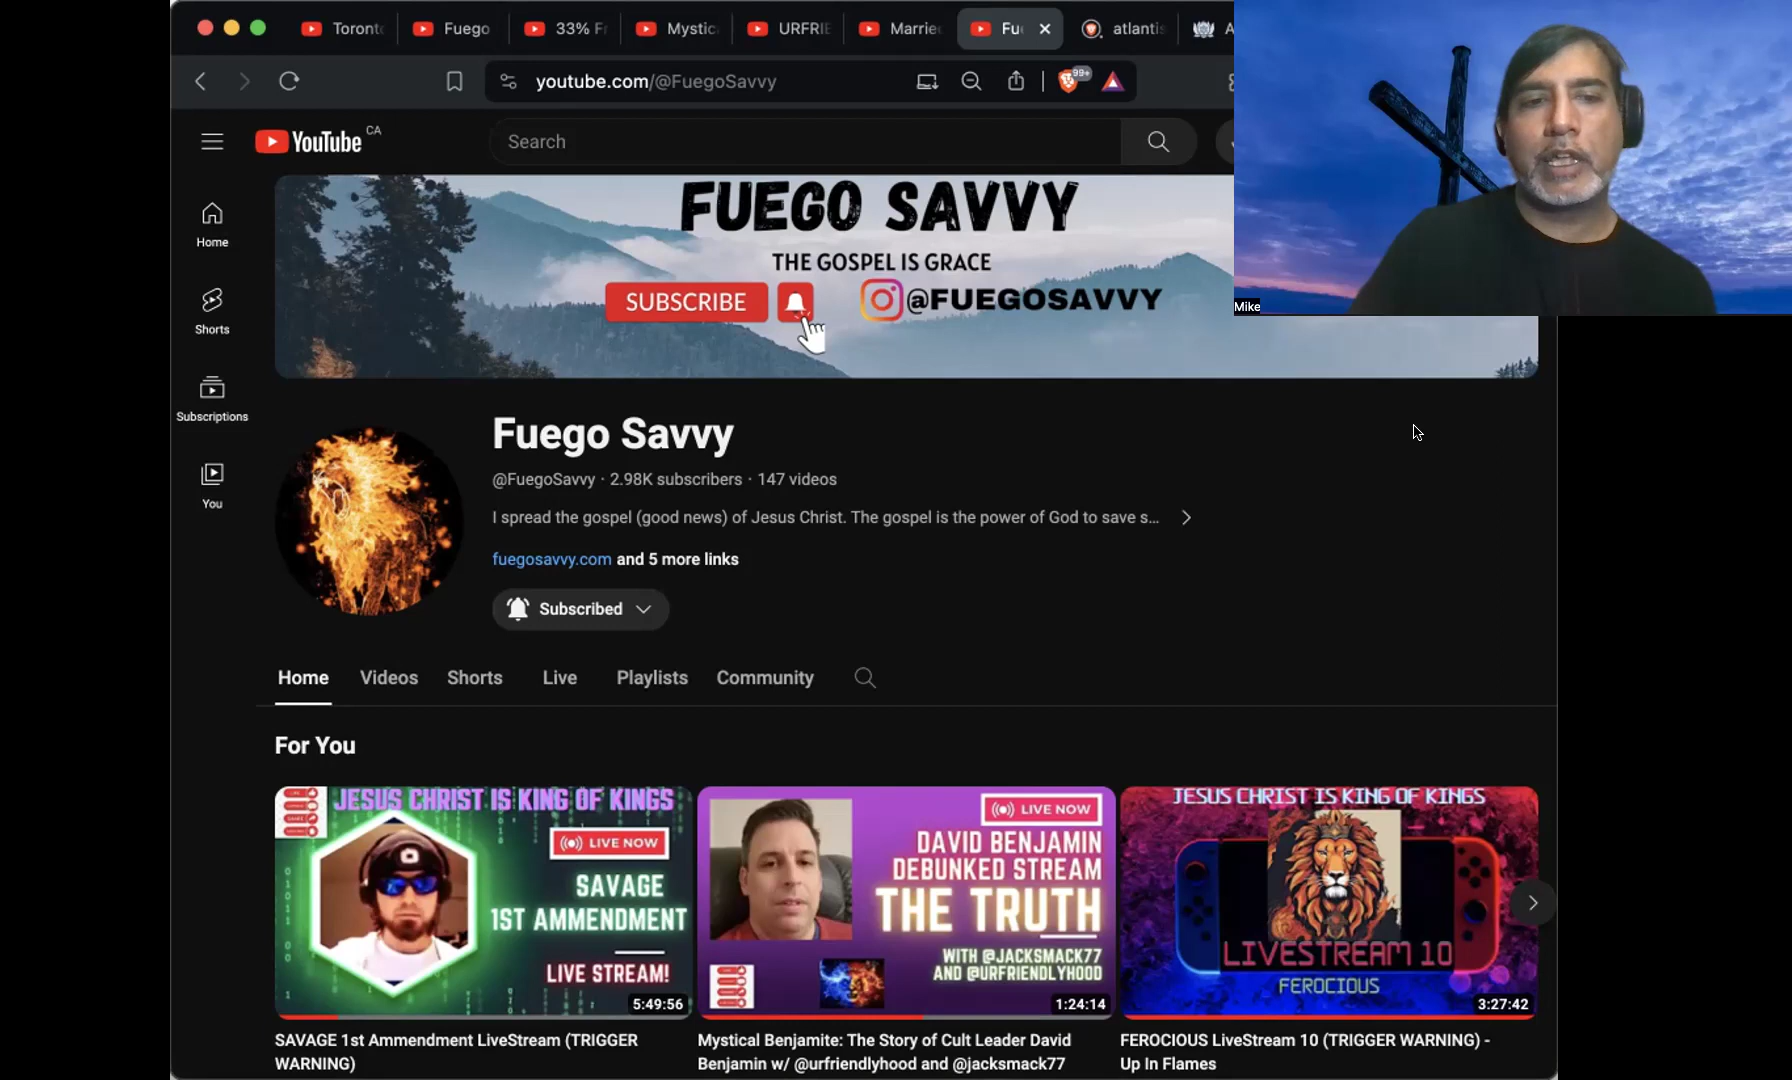 Toront
Fuego
33% Fr
Mystic
URFRIE
Married
Fu
atlantis
A
youtube.com/@FuegoSavvy
99+
YouTube CA
Search
Home
Shorts
Subscriptions
You
FUEGO SAVVY
THE GOSPEL IS GRACE
SUBSCRIBE
@FUEGOSAVVY
Mike
Fuego Savvy
@FuegoSavvy · 2.98K subscribers · 147 videos
I spread the gospel (good news) of Jesus Christ. The gospel is the power of God to save s...
fuegosavvy.com and 5 more links
Subscribed
Home Videos Shorts Live Playlists Community
For You
JESUS CHRIST IS KING OF KINGS
LIVE NOW
SAVAGE
1ST AMMENDMENT
LIVE STREAM!
5:49:56
SAVAGE 1st Ammendment LiveStream (TRIGGER
WARNING)
LIVE NOW
DAVID BENJAMIN
DEBUNKED STREAM
THE TRUTH
WITH @JACKSMACK77
AND @URFRIENDLYHOOD
1:24:14
Mystical Benjamite: The Story of Cult Leader David
Benjamin w/ @urfriendlyhood and @jacksmack77
JESUS CHRIST IS KING OF KINGS
LIVESTREAM 10
FEROCIOUS
3:27:42
FEROCIOUS LiveStream 10 (TRIGGER WARNING) -
Up In Flames